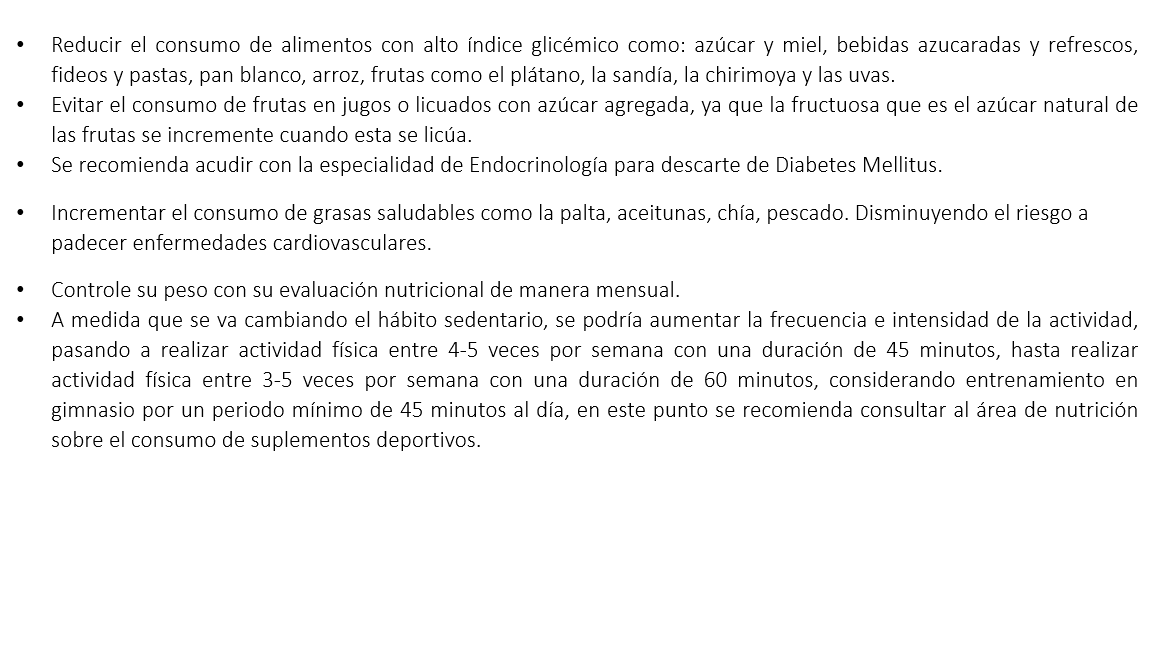 • Reducir el consumo de alimentos con alto índice glicémico como: azúcar y miel, bebidas azucaradas y refrescos,
fideos y pastas, pan blanco, arroz, frutas como el plátano, la sandía, la chirimoya y las uvas.
• Evitar el consumo de frutas en jugos o licuados con azúcar agregada, ya que la fructuosa que es el azúcar natural de
las frutas se incremente cuando esta se licúa.
• Se recomienda acudir con la especialidad de Endocrinología para descarte de Diabetes Mellitus.
• Incrementar el consumo de grasas saludables como la palta, aceitunas, chía, pescado. Disminuyendo el riesgo a
padecer enfermedades cardiovasculares.
• Controle su peso con su evaluación nutricional de manera mensual.
• A medida que se va cambiando el hábito sedentario, se podría aumentar la frecuencia e intensidad de la actividad,
pasando a realizar actividad física entre 4-5 veces por semana con una duración de 45 minutos, hasta realizar
actividad física entre 3-5 veces por semana con una duración de 60 minutos, considerando entrenamiento en
gimnasio por un periodo mínimo de 45 minutos al día, en este punto se recomienda consultar al área de nutrición
sobre el consumo de suplementos deportivos.